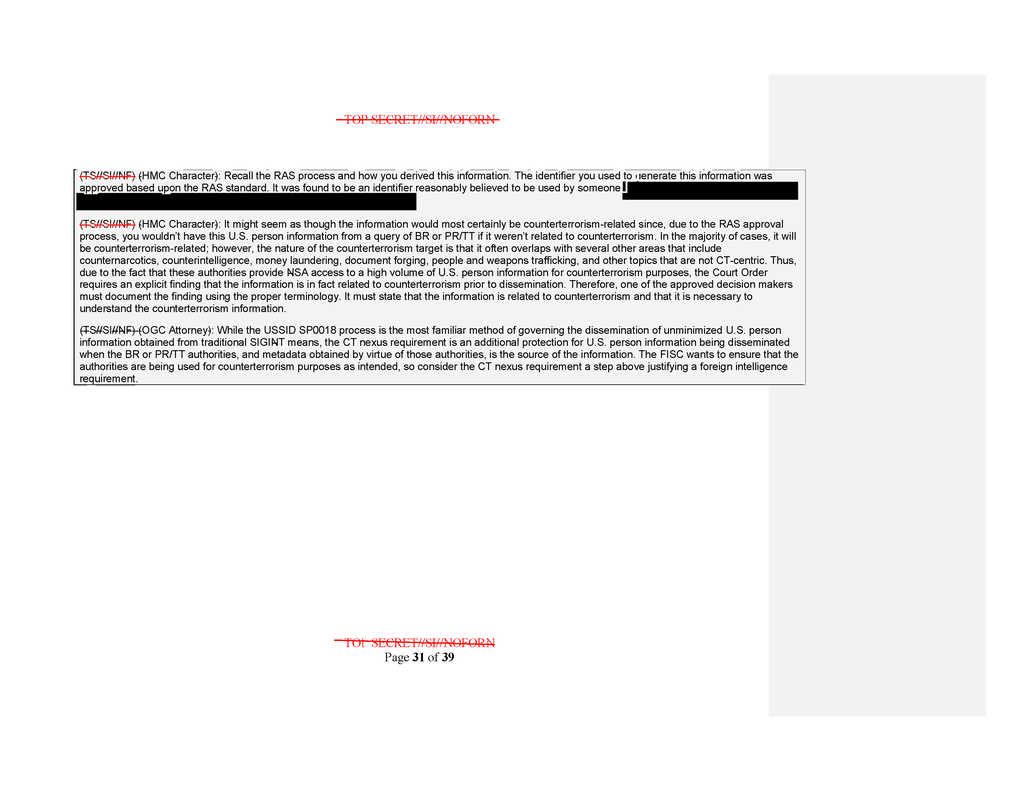 TOP SECRET//SI//NOFORN
(TS//SI//NF) (HMC Character): Recall the RAS process and how you derived this information. The identifier you used to generate this information was
approved based upon the RAS standard. It was found to be an identifier reasonably believed to be used by someone
(TS//SI//NF) (HMC Character): It might seem as though the information would most certainly be counterterrorism-related since, due to the RAS approval
process, you wouldn't have this U.S. person information from a query of BR or PR/TT if it weren't related to counterterrorism. In the majority of cases, it will
be counterterrorism-related; however, the nature of the counterterrorism target is that it often overlaps with several other areas that include
counternarcotics, counterintelligence, money laundering, document forging, people and weapons trafficking, and other topics that are not CT-centric. Thus,
due to the fact that these authorities provide NSA access to a high volume of U.S. person information for counterterrorism purposes, the Court Order
requires an explicit finding that the information is in fact related to counterterrorism prior to dissemination. Therefore, one of the approved decision makers
must document the finding using the proper terminology. It must state that the information is related to counterterrorism and that it is necessary to
understand the counterterrorism information.
(TS//SI//NF) (OGC Attorney): While the USSID SP0018 process is the most familiar method of governing the dissemination of unminimized U.S. person
information obtained from traditional SIGINT means, the CT nexus requirement is an additional protection for U.S. person information being disseminated
when the BR or PR/TT authorities, and metadata obtained by virtue of those authorities, is the source of the information. The FISC wants to ensure that the
authorities are being used for counterterrorism purposes as intended, so consider the CT nexus requirement a step above justifying a foreign intelligence
requirement.
TOP SECRET//SI//NOFORN
Page 31 of 39